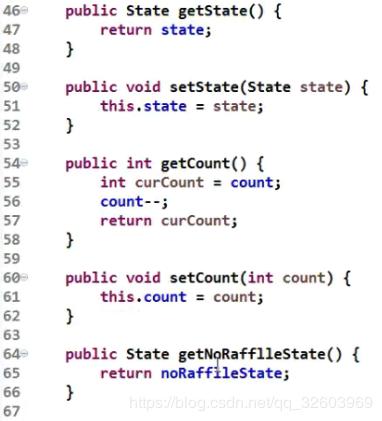 46 public State getState() {
47 return state;
48 }
49
50 public void setState(State state) {
51 this.state = state;
52 }
53
54 public int getCount() {
55 int curCount = count;
56 count--;
57 return curCount;
58 }
59
60 public void setCount(int count) {
61 this.count = count;
62 }
63
64 public State getNoRafflleState() {
65 return noRaffileState;
66 }
67
https://blog.csdn.net/qq_32603969